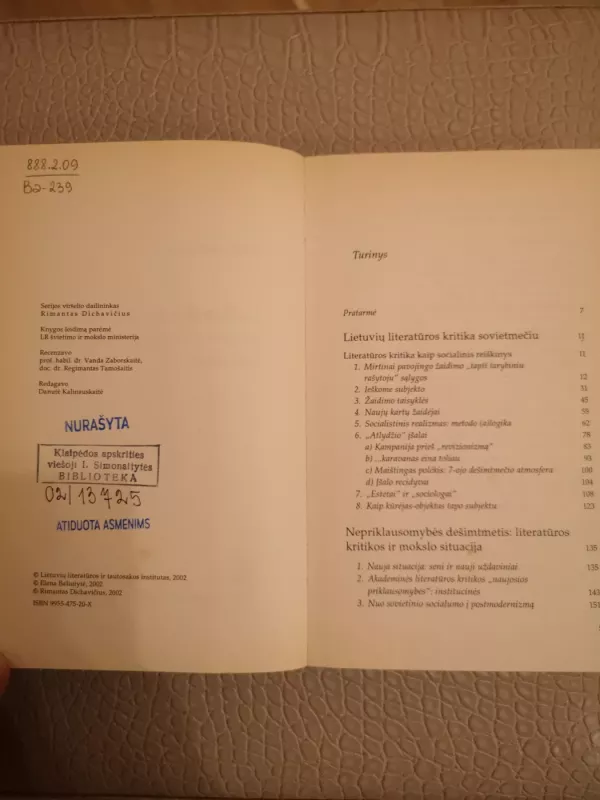 888.2.09
Ba-239
Serijos viršelio dailininkas
Rimantas Dichavičius
Knygos leidimą parėmė
LR švietimo ir mokslo ministerija
Recenzavo
prof. habil. dr. Vanda Zaborskaitė,
doc. dr. Regimantas Tamošaitis
Redagavo
Danutė Kalinauskaitė
NURAŠYTA
Klaipėdos apskrities
viešoji I. Simonaitytės
BIBLIOTEKA
02/13725
ATIDUOTA ASMENIMS
© Lietuvių literatūros ir tautosakos institutas, 2002
© Elena Baliutytė, 2002
© Rimantas Dichavičius, 2002
ISBN 9955-475-20-X
Turinys
Pratarmė 7
Lietuvių literatūros kritika sovietmečiu 11
Literatūros kritika kaip socialinis reiškinys 11
1. Mirtinai pavojingo žaidimo „tapti tarybiniu
rašytoju" sąlygos 12
2. Ieškome subjekto 31
3. Žaidimo taisyklės 45
4. Naujų kartų žaidėjai 55
5. Socialistinis realizmas: metodo (a)logika 62
6. „Atlydžio" įšalai 78
a) Kampanija prieš „revizionizmą" 83
b) ...karavanas eina toliau 93
c) Maištingas polėkis: 7-ojo dešimtmečio atmosfera 100
d) Įšalo recidyvai 104
7. „Estetai" ir „sociologai" 109
8. Kaip kūrėjas-objektas tapo subjektu 123
Nepriklausomybės dešimtmetis: literatūros
kritikos ir mokslo situacija 135
1. Nauja situacija: seni ir nauji uždaviniai 135
2. Akademinės literatūros kritikos „naujosios
priklausomybės": institucinės 143
3. Nuo sovietinio socialumo į postmodernizmą 151